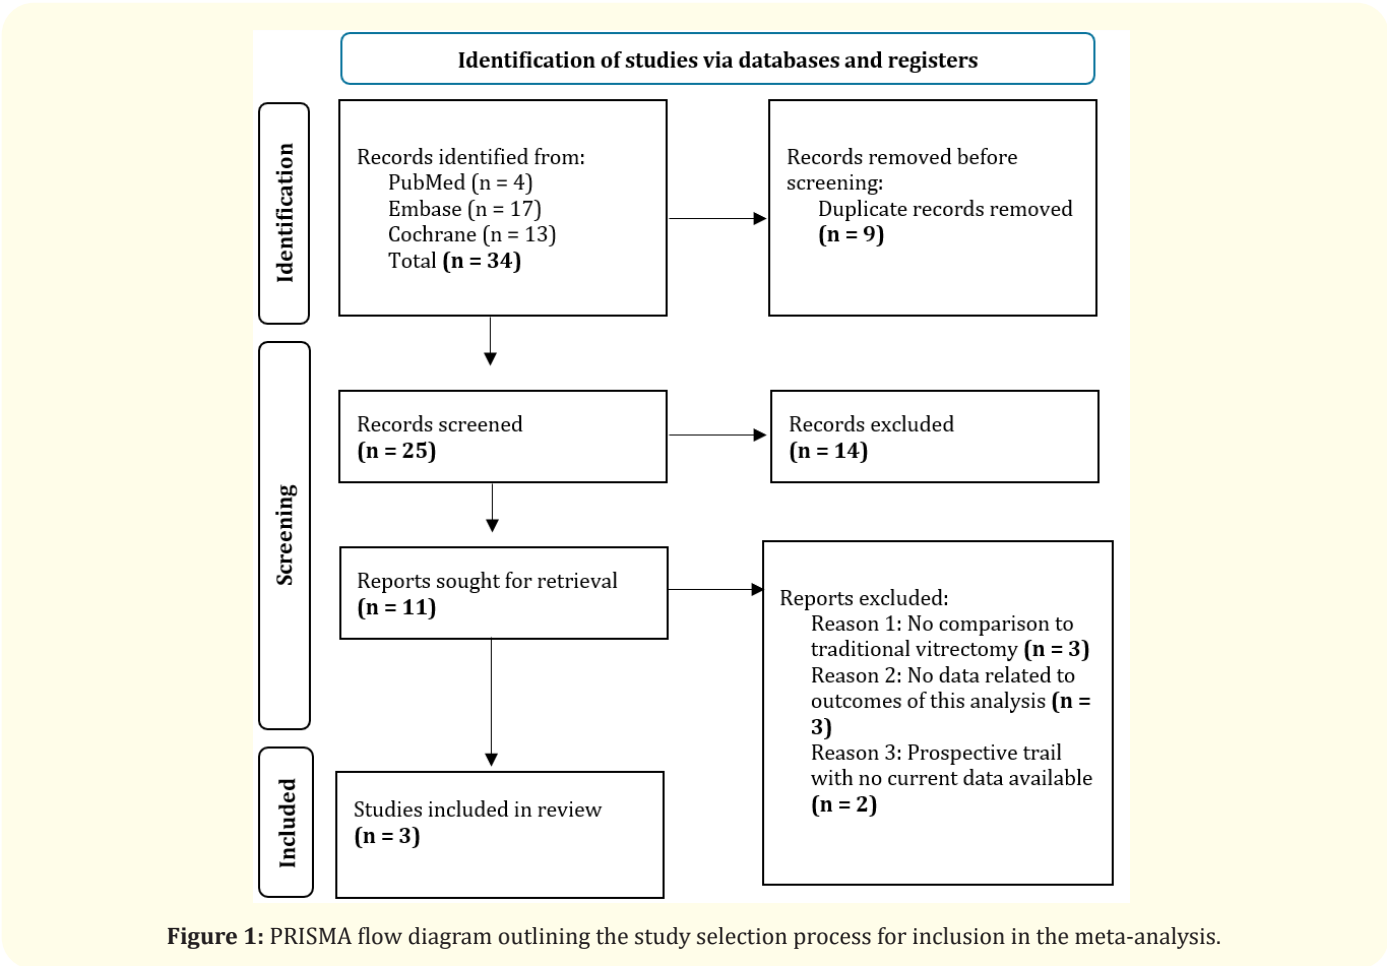 Identification of studies via databases and registers
Identification
Records identified from:
PubMed (n = 4)
Embase (n = 17)
Cochrane (n = 13)
Total (n = 34)
Records removed before
screening:
Duplicate records removed
(n = 9)
Screening
Records screened
(n = 25)
Records excluded
(n = 14)
Reports sought for retrieval
(n = 11)
Reports excluded:
Reason 1: No comparison to
traditional vitrectomy (n = 3)
Reason 2: No data related to
outcomes of this analysis (n =
3)
Reason 3: Prospective trail
with no current data available
(n = 2)
Included
Studies included in review
(n = 3)
Figure 1: PRISMA flow diagram outlining the study selection process for inclusion in the meta-analysis.